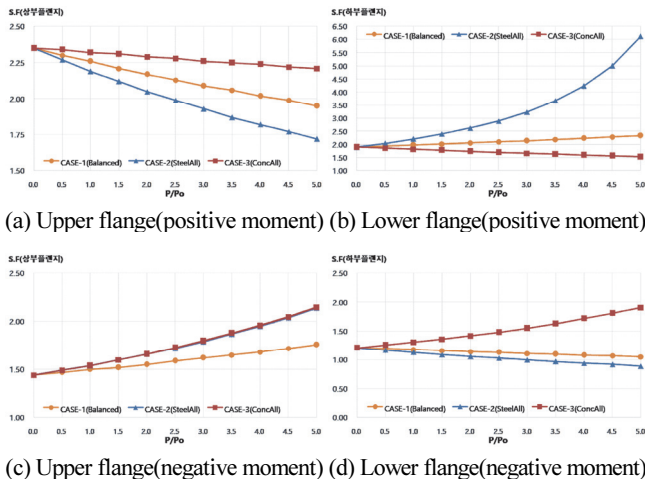 S.F(상부플랜지)
2.50
2.25
2.00
1.75
1.50
CASE-1(Balanced) CASE-2(SteelAll) CASE-3(ConcAll)
0.0 0.5 1.0 1.5 2.0 2.5 3.0 3.5 4.0 4.5 5.0
P/Po
S.F(하부플랜지)
6.50
6.00
5.50
5.00
4.50
4.00
3.50
3.00
2.50
2.00
1.50
1.00
CASE-1(Balanced) CASE-2(SteelAll) CASE-3(ConcAll)
0.0 0.5 1.0 1.5 2.0 2.5 3.0 3.5 4.0 4.5 5.0
P/Po
(a) Upper flange(positive moment) (b) Lower flange(positive moment)
S.F(상부플랜지)
2.50
2.00
1.50
1.00
CASE-1(Balanced) CASE-2(SteelAll) CASE-3(ConcAll)
0.0 0.5 1.0 1.5 2.0 2.5 3.0 3.5 4.0 4.5 5.0
P/Po
S.F(하부플랜지)
2.50
2.00
1.50
1.00
0.50
0.00
CASE-1(Balanced) CASE-2(SteelAll) CASE-3(ConcAll)
0.0 0.5 1.0 1.5 2.0 2.5 3.0 3.5 4.0 4.5 5.0
P/Po
(c) Upper flange(negative moment) (d) Lower flange(negative moment)